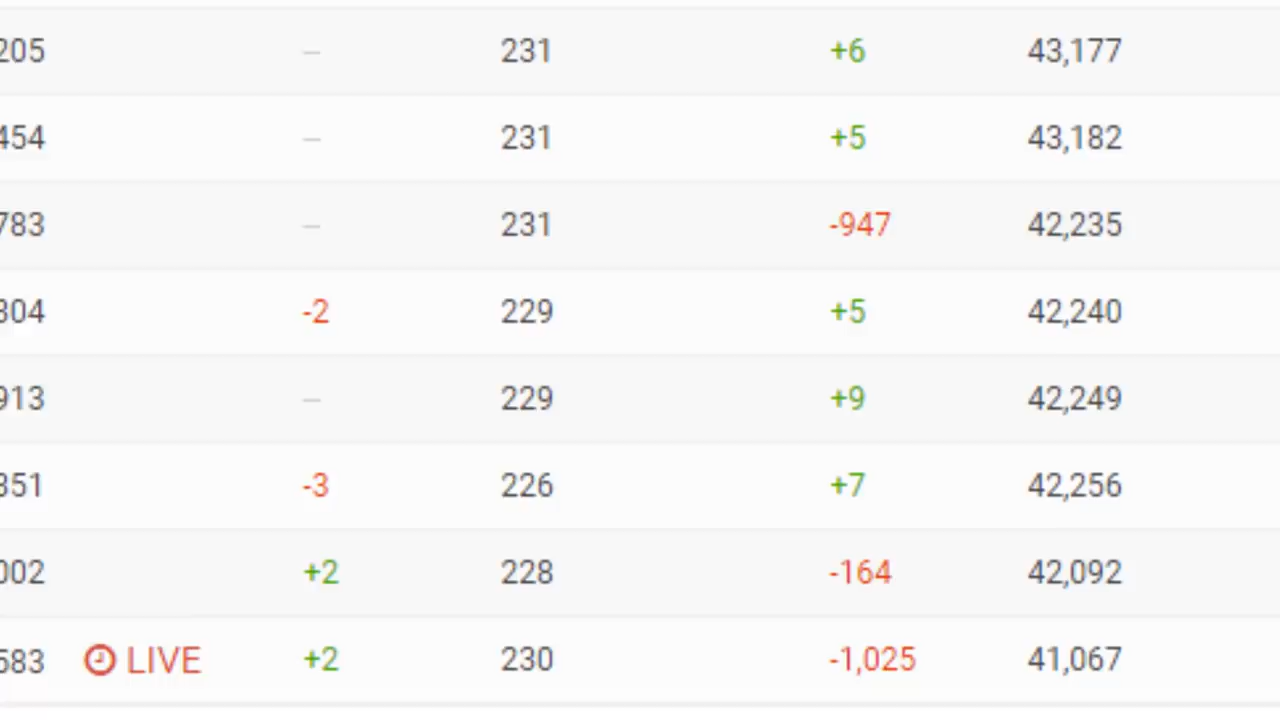 205 – 231 +6 43,177
454 – 231 +5 43,182
783 – 231 -947 42,235
304 -2 229 +5 42,240
913 – 229 +9 42,249
351 -3 226 +7 42,256
002 +2 228 -164 42,092
583 LIVE +2 230 -1,025 41,067